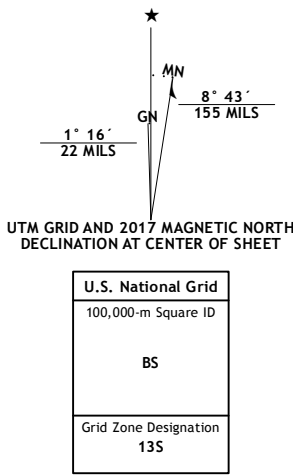 ★
MN
GN
8° 43´
155 MILS
1° 16´
22 MILS
UTM GRID AND 2017 MAGNETIC NORTH
DECLINATION AT CENTER OF SHEET
U.S. National Grid
100,000-m Square ID
BS
Grid Zone Designation
13S